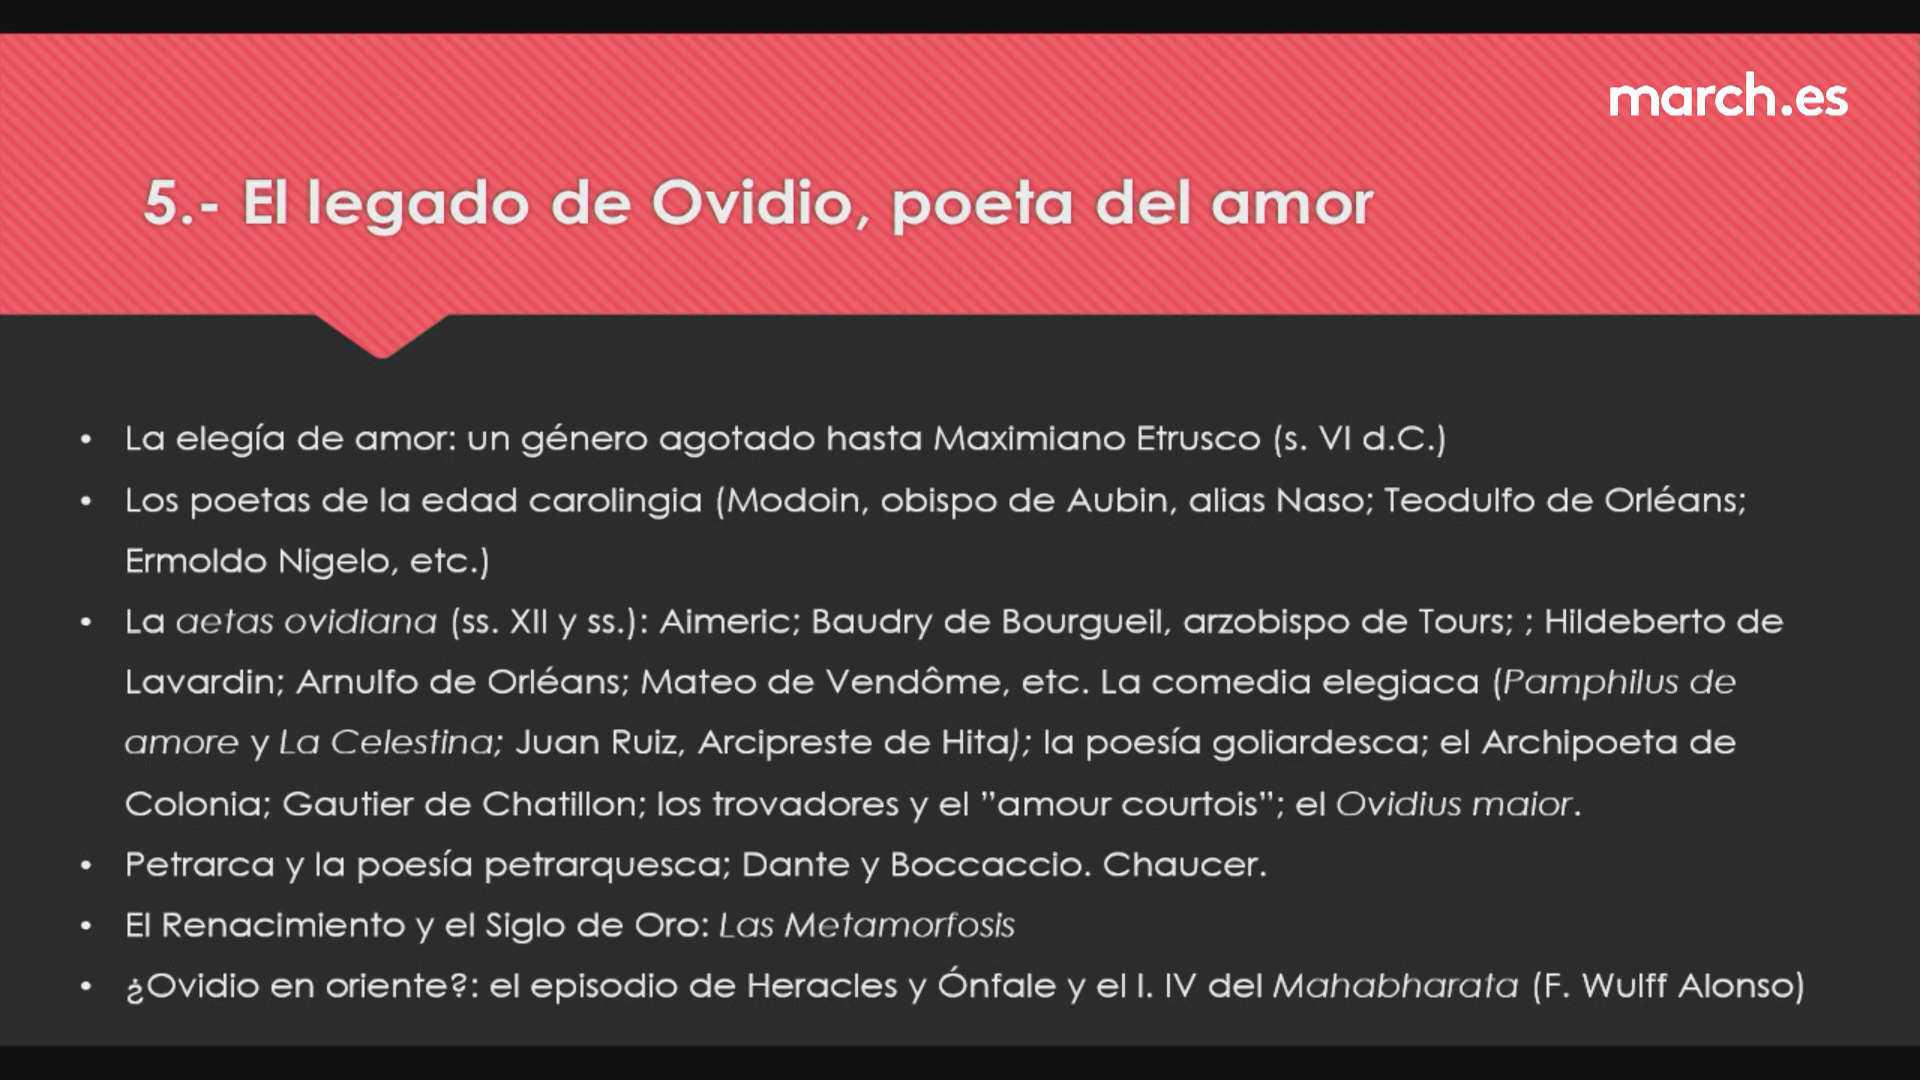 march.es
5.- El legado de Ovidio, poeta del amor
• La elegía de amor: un género agotado hasta Maximiano Etrusco (s. VI d.C.)
• Los poetas de la edad carolingia (Modoin, obispo de Aubin, alias Naso; Teodulfo de Orléans;
Ermoldo Nigelo, etc.)
• La aetas ovidiana (ss. XII y ss.): Aimeric; Baudry de Bourgueil, arzobispo de Tours; ; Hildeberto de
Lavardin; Arnulfo de Orléans; Mateo de Vendôme, etc. La comedia elegiaca (Pamphilus de
amore y La Celestina; Juan Ruiz, Arcipreste de Hita); la poesía goliardesca; el Archipoeta de
Colonia; Gautier de Chatillon; los trovadores y el ”amour courtois”; el Ovidius maior.
• Petrarca y la poesía petrarquesca; Dante y Boccaccio. Chaucer.
• El Renacimiento y el Siglo de Oro: Las Metamorfosis
• ¿Ovidio en oriente?: el episodio de Heracles y Ónfale y el l. IV del Mahabharata (F. Wulff Alonso)